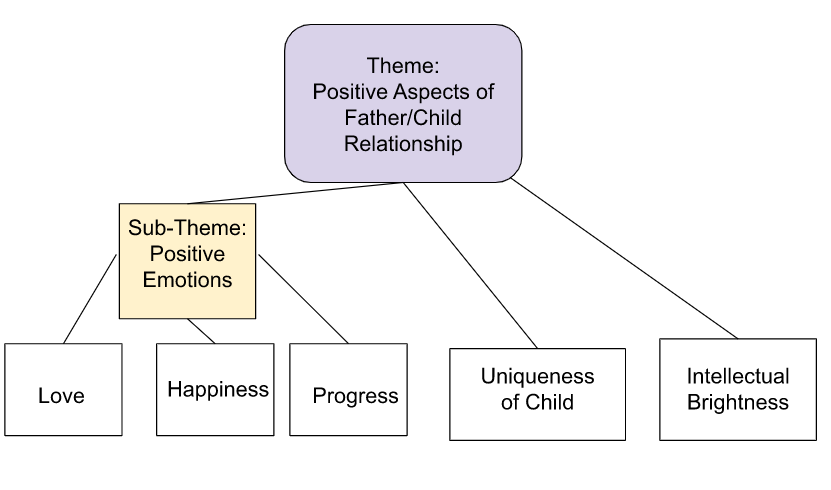 Theme:
Positive Aspects of
Father/Child
Relationship
Sub-Theme:
Positive
Emotions
Love
Happiness
Progress
Uniqueness
of Child
Intellectual
Brightness